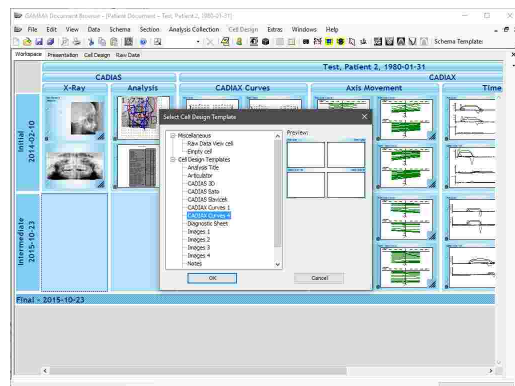 GAMMA Document Browser - [Patient Document - Test, Patient 2, 1980-01-31]
File Edit View Data Schema Section Analysis Collection Cell Design Extras Windows Help
Schema Template:
Workspace Presentation Cell Design Raw Data
Test, Patient 2, 1980-01-31
CADIAS CADIAX
X-Ray Analysis CADIAX Curves Axis Movement Time
Initial
2014-02-10
Intermediate
2015-10-23
Final - 2015-10-23
Select Cell Design Template
Miscellaneous
Raw Data View cell
Empty cell
Cell Design Templates
Analysis Title
Articulator
CADIAS 3D
CADIAS Sato
CADIAS Slavicek
CADIAX Curves 1
CADIAX Curves 4
Diagnostic Sheet
Images 1
Images 2
Images 3
Images 4
Notes
Preview:
OK Cancel